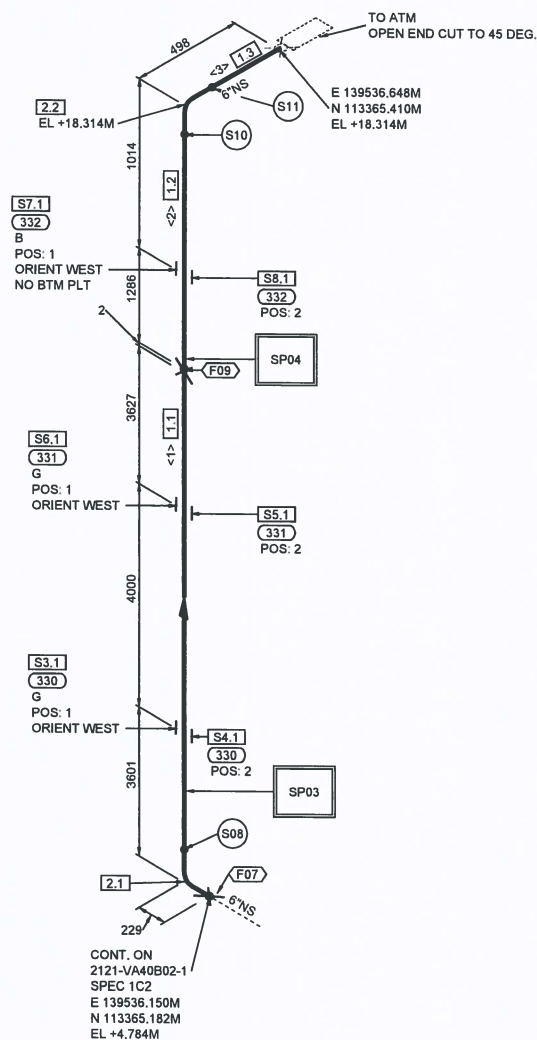 TO ATM
OPEN END CUT TO 45 DEG.
498
<3>
1.3
6"NS
S11
E 139536.648M
N 113365.410M
EL +18.314M
2.2
EL +18.314M
S10
1014
<2>
1.2
S7.1
332
B
POS: 1
ORIENT WEST
NO BTM PLT
S8.1
332
POS: 2
1286
2
SP04
F09
3627
<1>
1.1
S6.1
331
G
POS: 1
ORIENT WEST
S5.1
331
POS: 2
4000
S3.1
330
G
POS: 1
ORIENT WEST
S4.1
330
POS: 2
3601
SP03
S08
F07
2.1
6"NS
229
CONT. ON
2121-VA40B02-1
SPEC 1C2
E 139536.150M
N 113365.182M
EL +4.784M